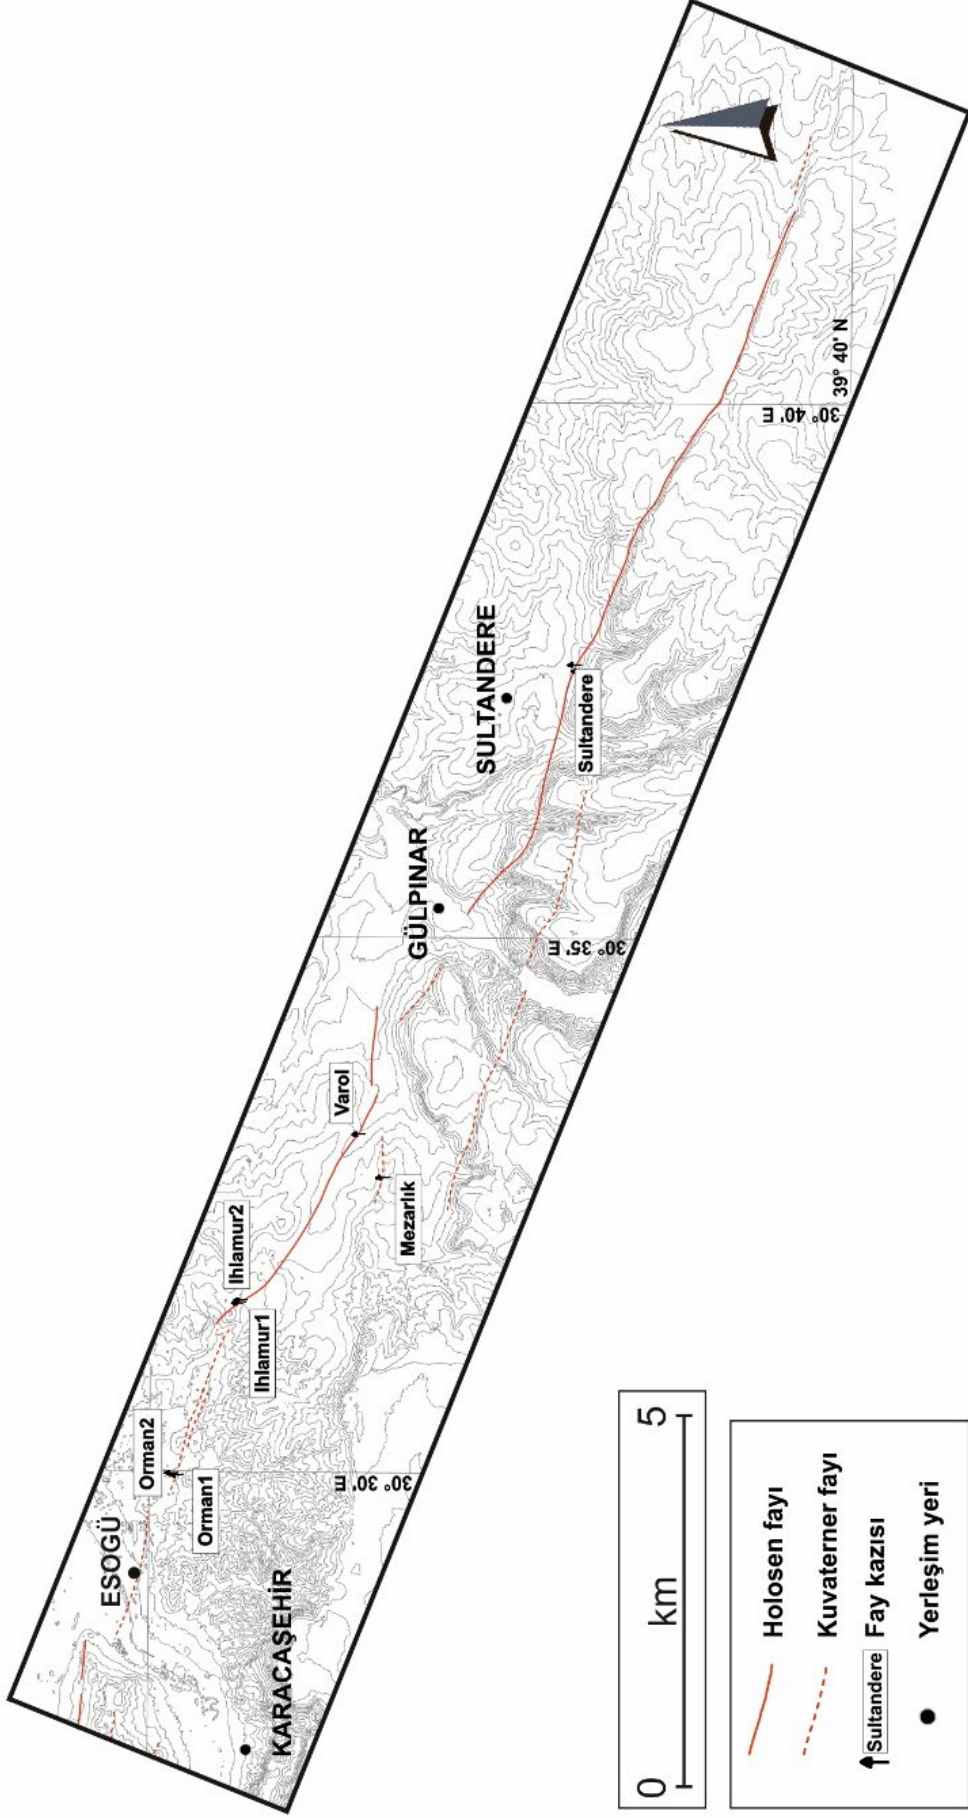 ESOGÜ
Orman2
Orman1
KARACAŞEHİR
30° 30' E
Ihlamur2
Ihlamur1
Varol
Mezarlık
GÜLPINAR
30° 35' E
SULTANDERE
Sultandere
30° 40' E
39° 40' N
0 km 5
Holosen fayı
Kuvaterner fayı
Sultandere Fay kazısı
Yerleşim yeri